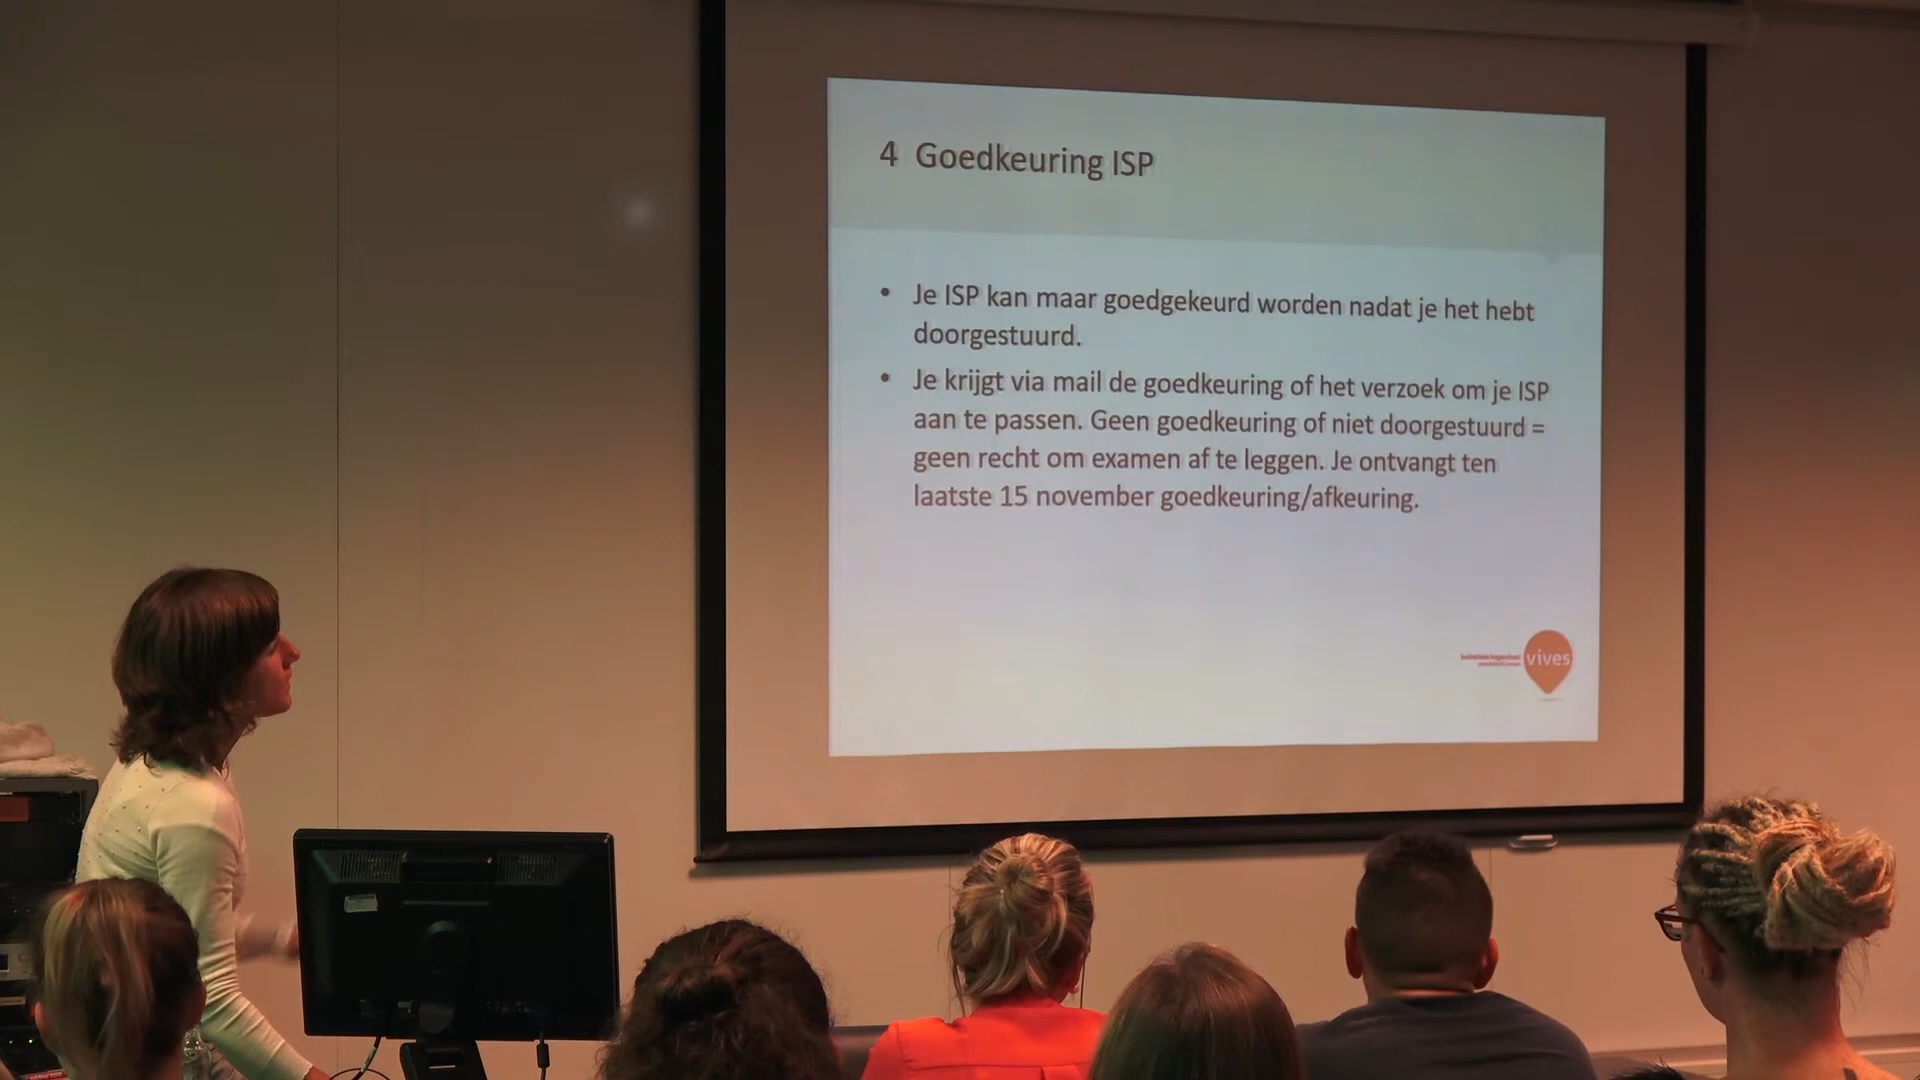 4 Goedkeuring ISP
• Je ISP kan maar goedgekeurd worden nadat je het hebt
doorgestuurd.
• Je krijgt via mail de goedkeuring of het verzoek om je ISP
aan te passen. Geen goedkeuring of niet doorgestuurd =
geen recht om examen af te leggen. Je ontvangt ten
laatste 15 november goedkeuring/afkeuring.
vives